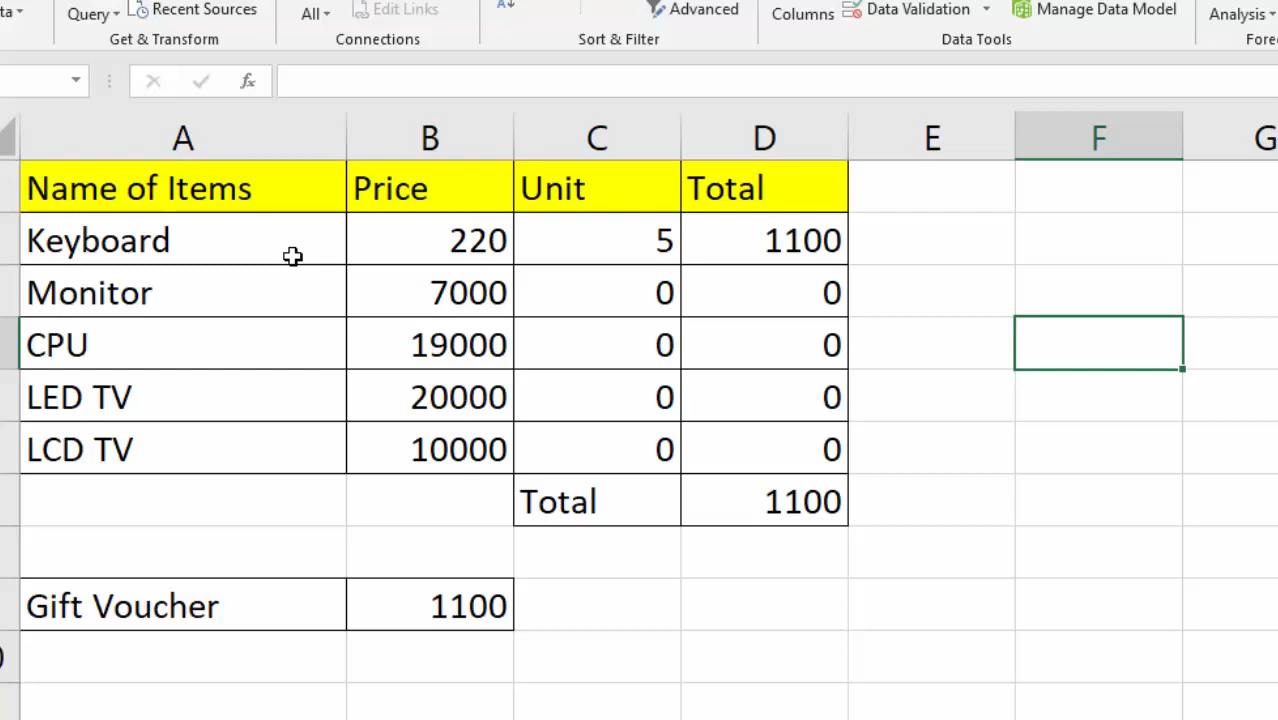 Query Recent Sources All Edit Links Advanced Columns Data Validation Manage Data Model Analysis
Get & Transform Connections Sort & Filter Data Tools
fx
A B C D E F G
Name of Items Price Unit Total
Keyboard 220 5 1100
Monitor 7000 0 0
CPU 19000 0 0
LED TV 20000 0 0
LCD TV 10000 0 0
Total 1100
Gift Voucher 1100